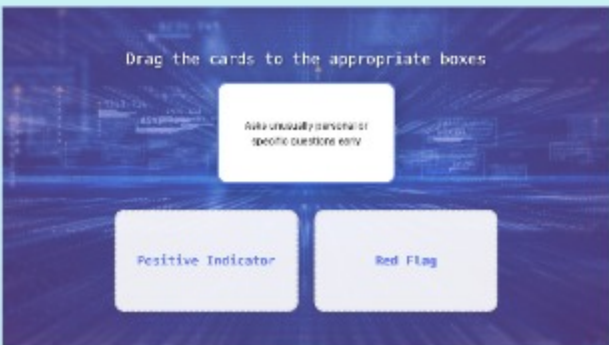 Drag the cards to the appropriate boxes
Asks unusually personal or
specific questions early
Positive Indicator
Red Flag